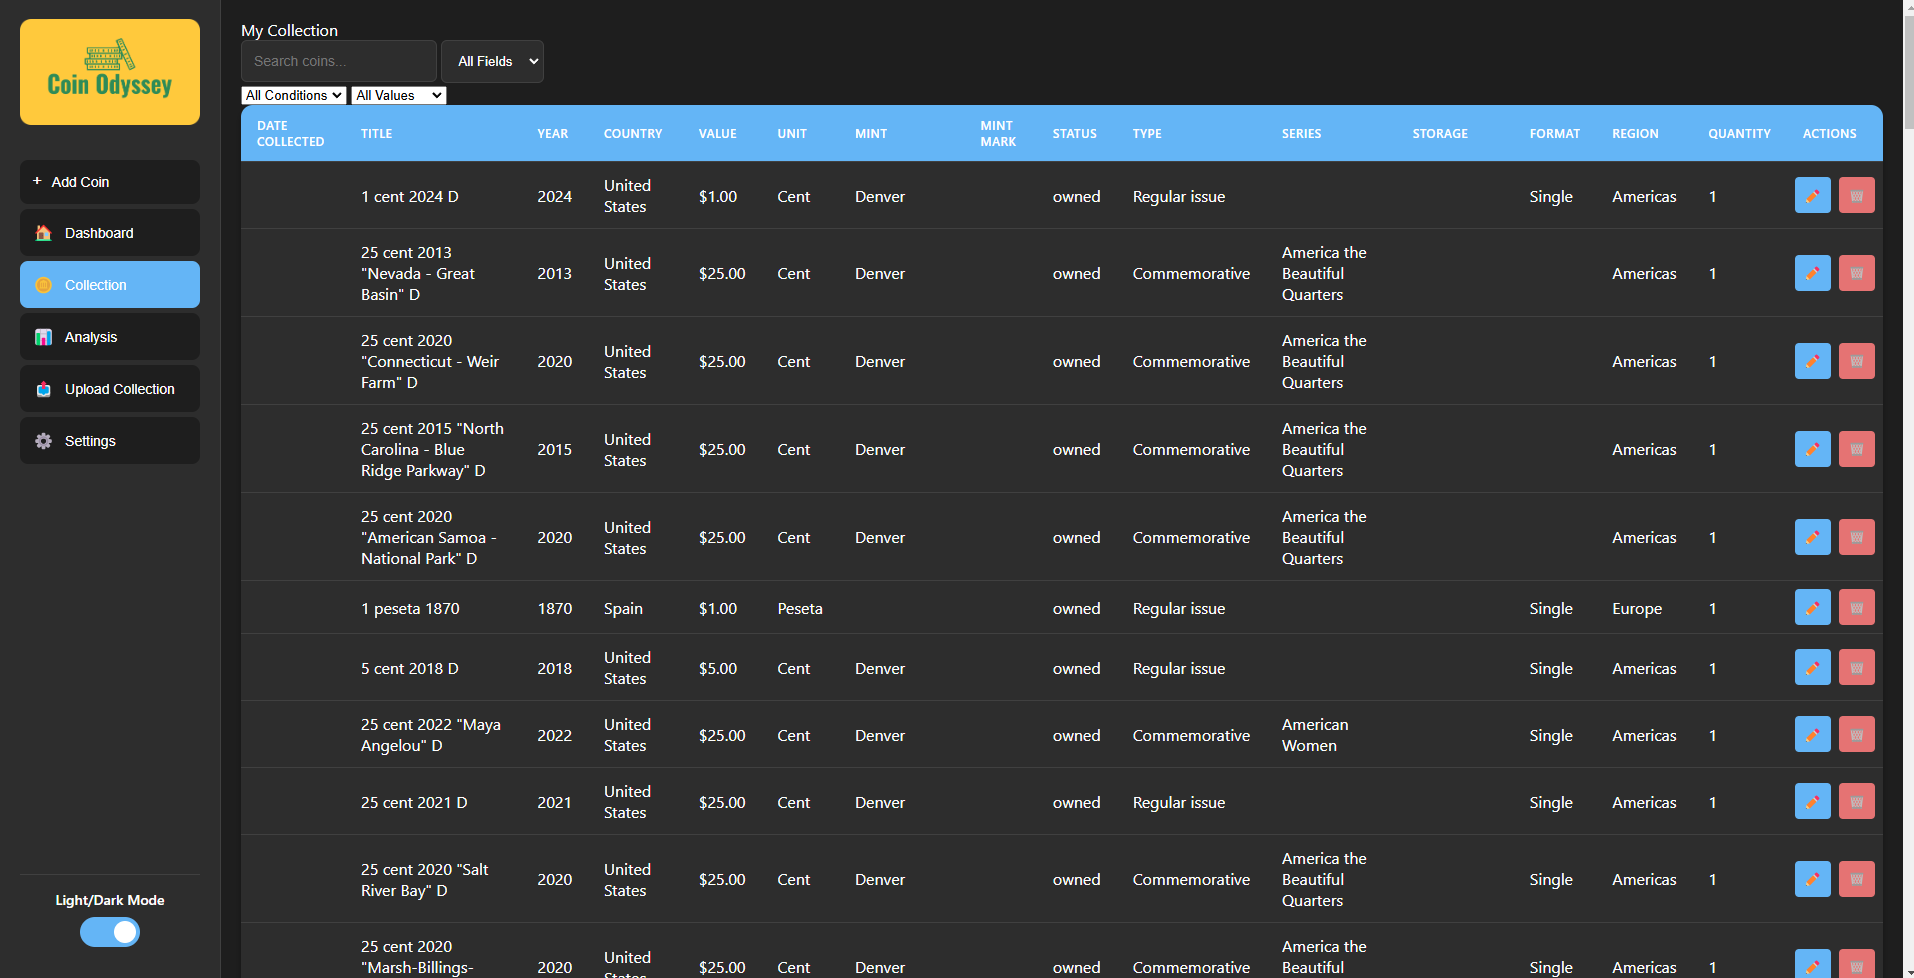 Coin Odyssey
+ Add Coin
Dashboard
Collection
Analysis
Upload Collection
Settings
Light/Dark Mode
My Collection
Search coins...
All Fields
All Conditions
All Values
DATE COLLECTED TITLE YEAR COUNTRY VALUE UNIT MINT MINT MARK STATUS TYPE SERIES STORAGE FORMAT REGION QUANTITY ACTIONS
1 cent 2024 D 2024 United States $1.00 Cent Denver owned Regular issue Single Americas 1
25 cent 2013 "Nevada - Great Basin" D 2013 United States $25.00 Cent Denver owned Commemorative America the Beautiful Quarters Americas 1
25 cent 2020 "Connecticut - Weir Farm" D 2020 United States $25.00 Cent Denver owned Commemorative America the Beautiful Quarters Americas 1
25 cent 2015 "North Carolina - Blue Ridge Parkway" D 2015 United States $25.00 Cent Denver owned Commemorative America the Beautiful Quarters Americas 1
25 cent 2020 "American Samoa - National Park" D 2020 United States $25.00 Cent Denver owned Commemorative America the Beautiful Quarters Americas 1
1 peseta 1870 1870 Spain $1.00 Peseta owned Regular issue Single Europe 1
5 cent 2018 D 2018 United States $5.00 Cent Denver owned Regular issue Single Americas 1
25 cent 2022 "Maya Angelou" D 2022 United States $25.00 Cent Denver owned Commemorative American Women Single Americas 1
25 cent 2021 D 2021 United States $25.00 Cent Denver owned Regular issue Single Americas 1
25 cent 2020 "Salt River Bay" D 2020 United States $25.00 Cent Denver owned Commemorative America the Beautiful Quarters Single Americas 1
25 cent 2020 "Marsh-Billings- 2020 United States $25.00 Cent Denver owned Commemorative America the Beautiful Single Americas 1